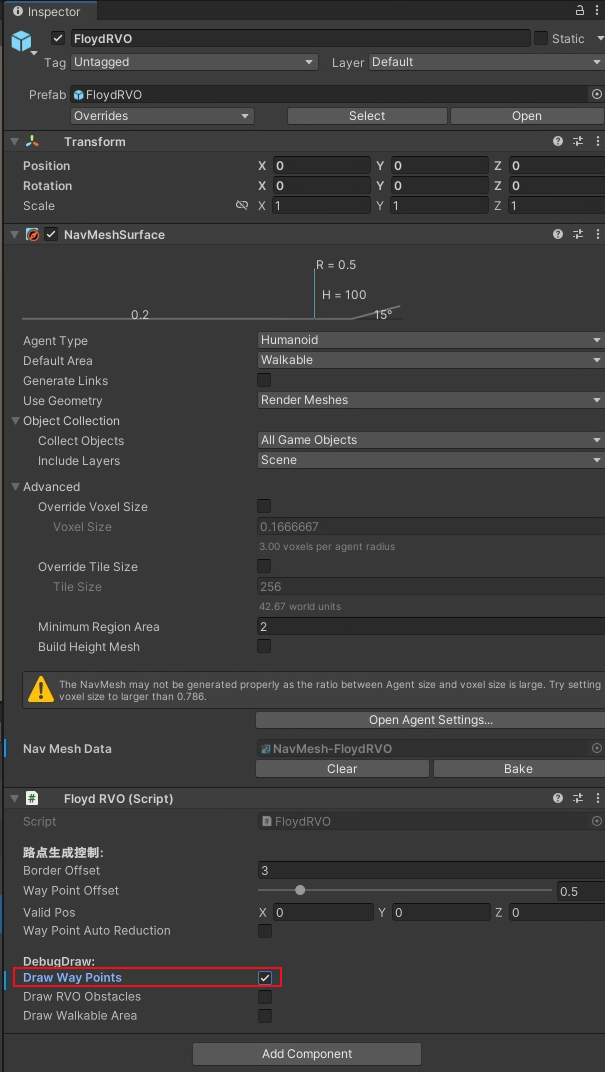 Inspector
FloydRVO
Static
Tag Untagged Layer Default
Prefab FloydRVO
Overrides Select Open
Transform
Position X 0 Y 0 Z 0
Rotation X 0 Y 0 Z 0
Scale X 1 Y 1 Z 1
NavMeshSurface
R = 0.5
H = 100
0.2 15°
Agent Type Humanoid
Default Area Walkable
Generate Links
Use Geometry Render Meshes
Object Collection
Collect Objects All Game Objects
Include Layers Scene
Advanced
Override Voxel Size
Voxel Size 0.1666667
3.00 voxels per agent radius
Override Tile Size
Tile Size 256
42.67 world units
Minimum Region Area 2
Build Height Mesh
The NavMesh may not be generated properly as the ratio between Agent size and voxel size is large. Try setting
voxel size to larger than 0.786.
Open Agent Settings...
Nav Mesh Data NavMesh-FloydRVO
Clear Bake
# Floyd RVO (Script)
Script # FloydRVO
路点生成控制:
Border Offset 3
Way Point Offset 0.5
Valid Pos X 0 Y 0 Z 0
Way Point Auto Reduction
DebugDraw:
Draw Way Points
Draw RVO Obstacles
Draw Walkable Area
Add Component